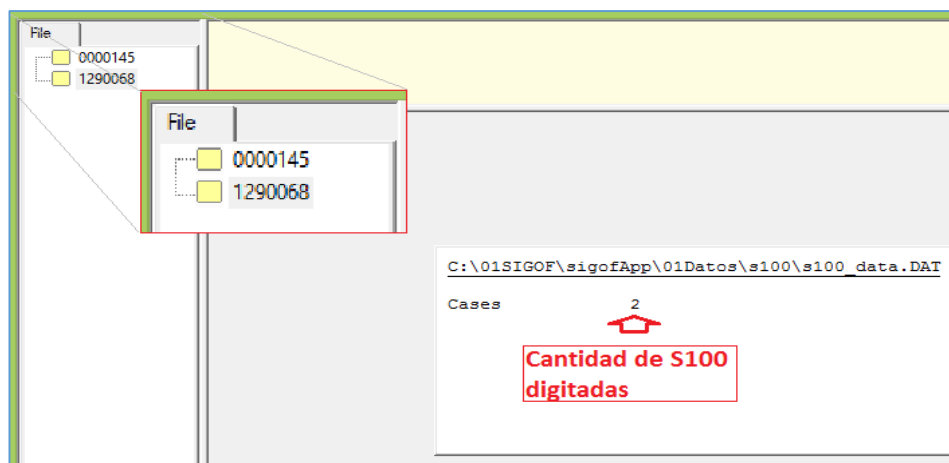 File
0000145
1290068
File
0000145
1290068
C:\01SIGOF\sigofApp\01Datos\s100\s100_data.DAT
Cases 2
Cantidad de S100
digitadas